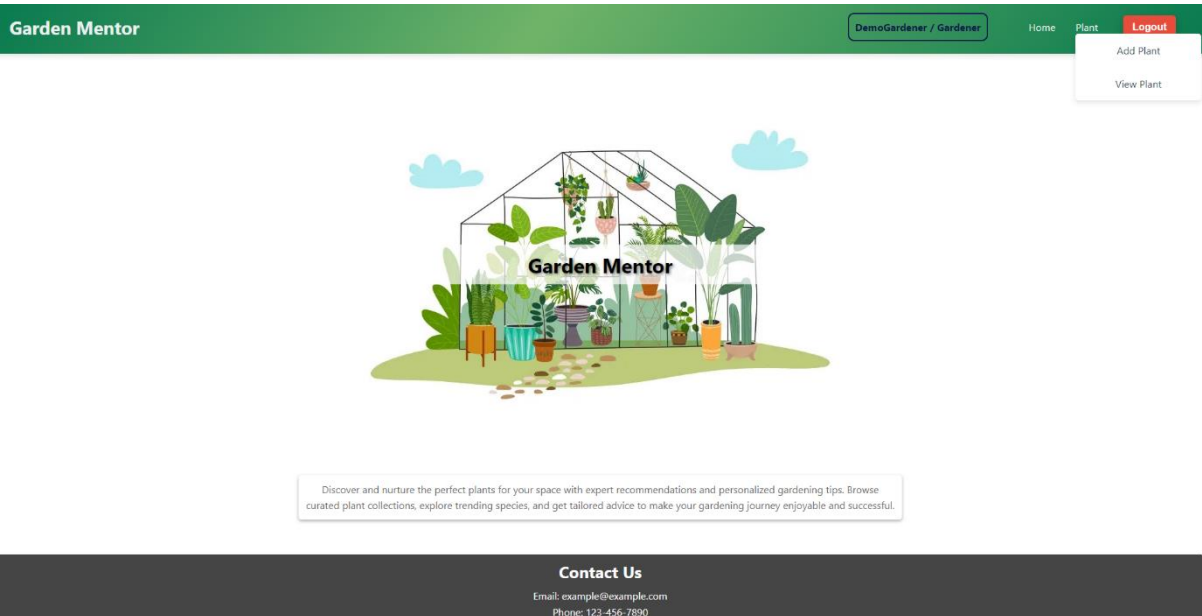 Garden Mentor
DemoGardener / Gardener
Home
Plant
Logout
Add Plant
View Plant
Garden Mentor
Discover and nurture the perfect plants for your space with expert recommendations and personalized gardening tips. Browse
curated plant collections, explore trending species, and get tailored advice to make your gardening journey enjoyable and successful.
Contact Us
Email: example@example.com
Phone: 123-456-7890